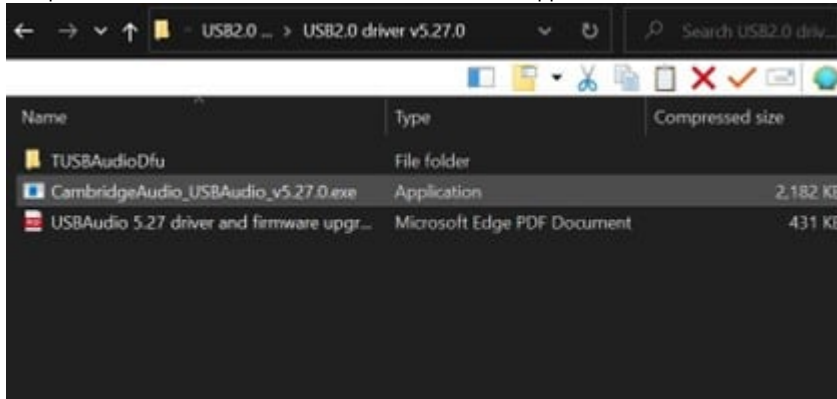 USB2.0 ... > USB2.0 driver v5.27.0
Search USB2.0 driv...
Name Type Compressed size
TUSBAudioDfu File folder
CambridgeAudio_USBAudio_v5.27.0.exe Application 2,182 KB
USBAudio 5.27 driver and firmware upgr... Microsoft Edge PDF Document 431 KB